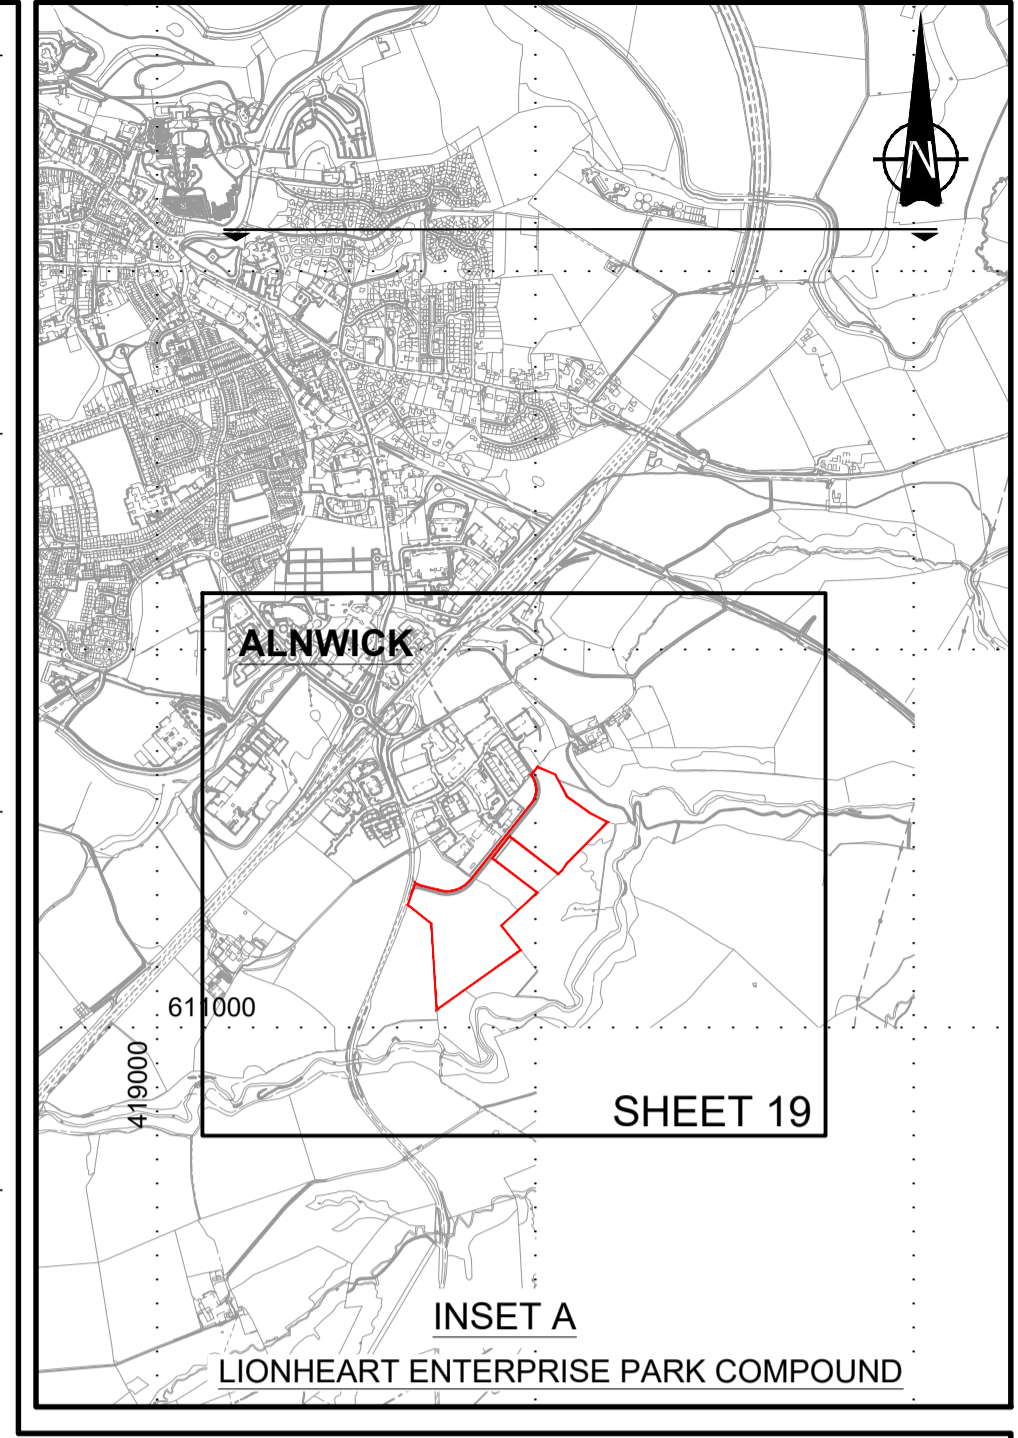 N
ALNWICK
611000
419000
SHEET 19
INSET A
LIONHEART ENTERPRISE PARK COMPOUND